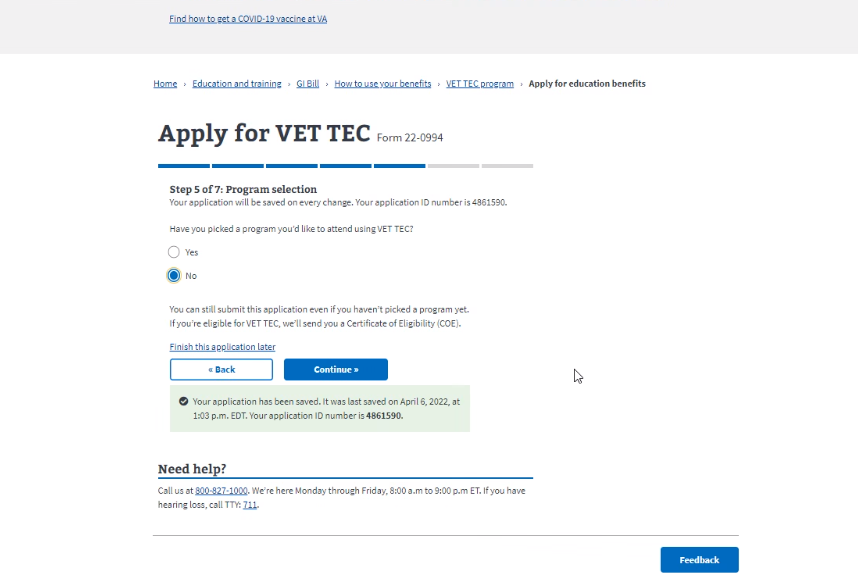 Find how to get a COVID-19 vaccine at VA
Home › Education and training › GI Bill › How to use your benefits › VET TEC program › Apply for education benefits
Apply for VET TEC Form 22-0994
Step 5 of 7: Program selection
Your application will be saved on every change. Your application ID number is 4861590.
Have you picked a program you'd like to attend using VET TEC?
Yes
No
You can still submit this application even if you haven't picked a program yet.
If you're eligible for VET TEC, we'll send you a Certificate of Eligibility (COE).
Finish this application later
« Back Continue »
Your application has been saved. It was last saved on April 6, 2022, at
1:03 p.m. EDT. Your application ID number is 4861590.
Need help?
Call us at 800-827-1000. We're here Monday through Friday, 8:00 a.m to 9:00 p.m ET. If you have
hearing loss, call TTY: 711.
Feedback